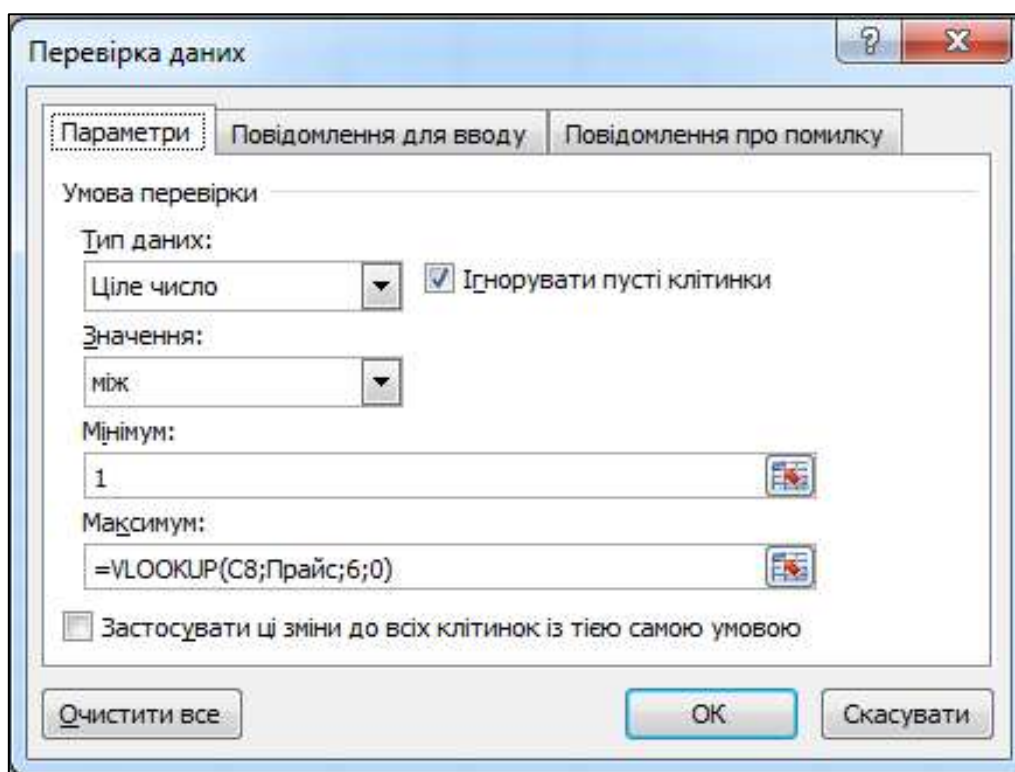 Перевірка даних
Параметри Повідомлення для вводу Повідомлення про помилку
Умова перевірки
Тип даних:
Ціле число Ігнорувати пусті клітинки
Значення:
між
Мінімум:
1
Максимум:
=VLOOKUP(C8;Прайс;6;0)
Застосувати ці зміни до всіх клітинок із тією самою умовою
Очистити все ОК Скасувати